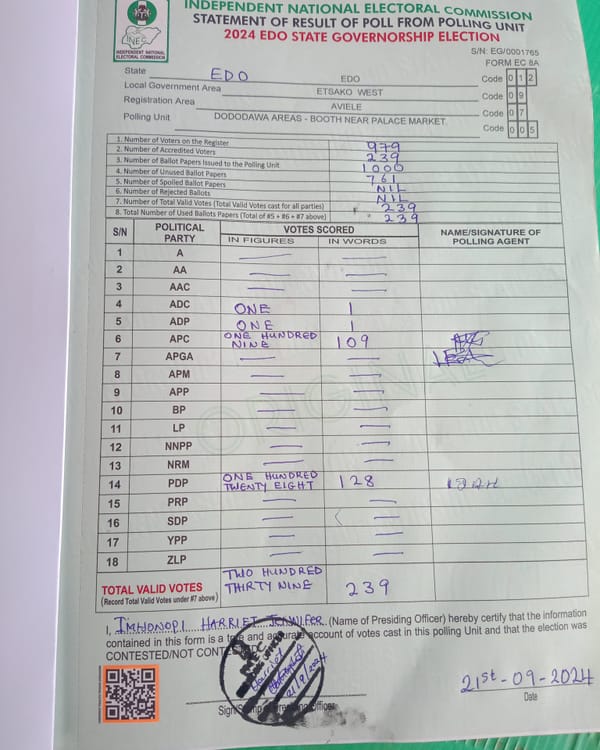 INDEPENDENT NATIONAL ELECTORAL COMMISSION
STATEMENT OF RESULT OF POLL FROM POLLING UNIT
2024 EDO STATE GOVERNORSHIP ELECTION
INEC
INDEPENDENT NATIONAL
ELECTORAL COMMISSION
S/N: EG/0001765
FORM EC 8A
State EDO EDO Code 0 1 2
Local Government Area ETSAKO WEST Code 0 9
Registration Area AVIELE Code 0 7
Polling Unit DODODAWA AREAS - BOOTH NEAR PALACE MARKET Code 0 0 5
1. Number of Voters on the Register 979
2. Number of Accredited Voters 239
3. Number of Ballot Papers Issued to the Polling Unit 1000
4. Number of Unused Ballot Papers 761
5. Number of Spoiled Ballot Papers NIL
6. Number of Rejected Ballots NIL
7. Number of Total Valid Votes (Total Valid Votes cast for all parties) 239
8. Total Number of Used Ballots Papers (Total of #5 + #6 + #7 above) 239
S/N POLITICAL PARTY VOTES SCORED NAME/SIGNATURE OF POLLING AGENT
IN FIGURES IN WORDS
1 A
2 AA
3 AAC
4 ADC ONE 1
5 ADP ONE 1
6 APC ONE HUNDRED NINE 109
7 APGA
8 APM
9 APP
10 BP
11 LP
12 NNPP
13 NRM
14 PDP ONE HUNDRED TWENTY EIGHT 128
15 PRP
16 SDP
17 YPP
18 ZLP
ORIGINAL
TOTAL VALID VOTES TWO HUNDRED THIRTY NINE 239
(Record Total Valid Votes under #7 above)
I, IMHONOPI HARRIET JENNIFER (Name of Presiding Officer) hereby certify that the information
contained in this form is a true and accurate account of votes cast in this polling Unit and that the election was
CONTESTED/NOT CONT
21st-09-2024
Date